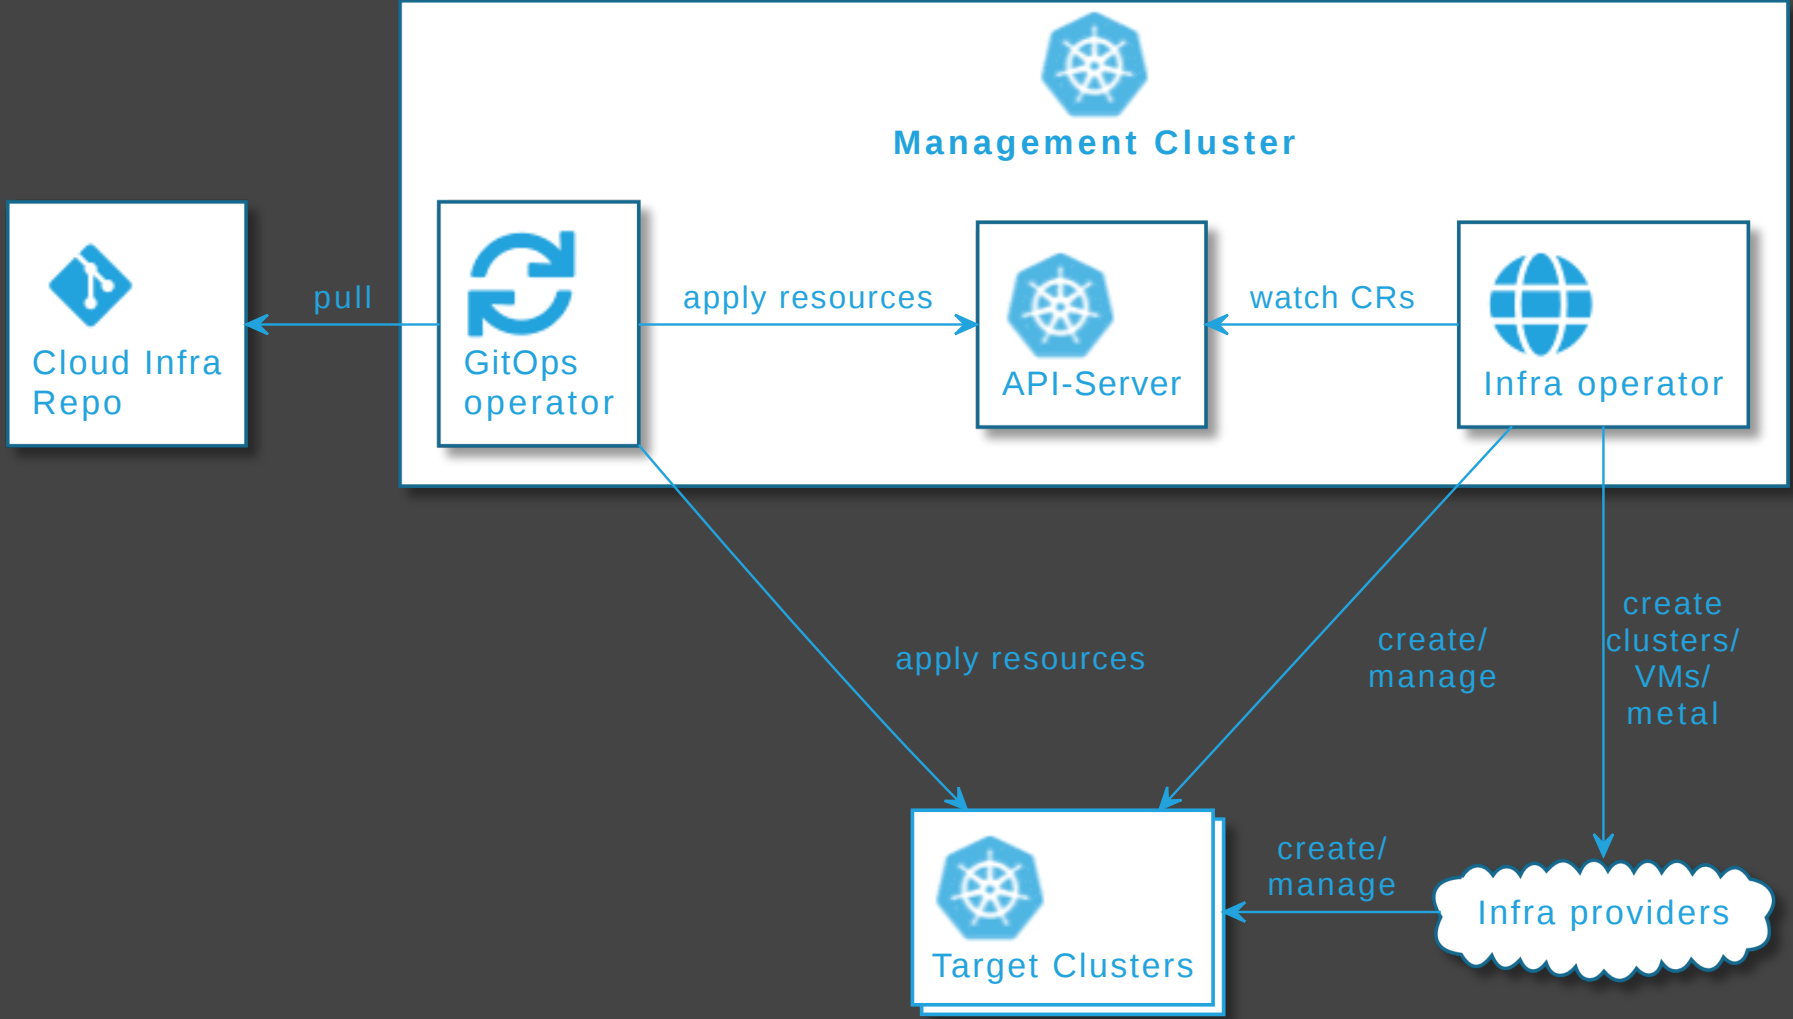 Management Cluster
pull
apply resources
watch CRs
Cloud Infra
Repo
GitOps
operator
API-Server
Infra operator
apply resources
create/
manage
create
clusters/
VMs/
metal
create/
manage
Target Clusters
Infra providers